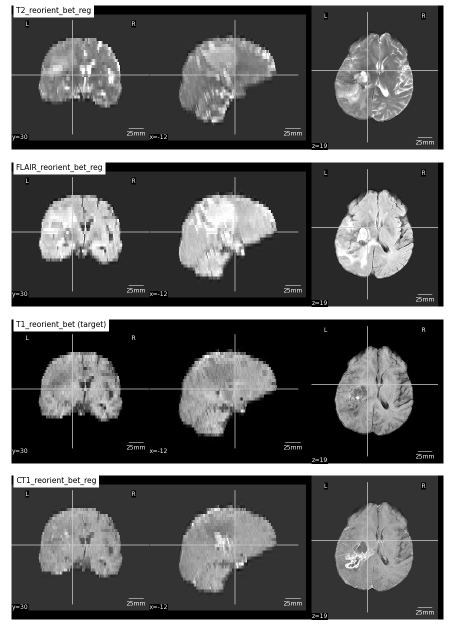 T2_reorient_bet_reg
L R L R
25mm 25mm 25mm
y=30 x=-12 z=19
FLAIR_reorient_bet_reg
L R L R
25mm 25mm 25mm
y=30 x=-12 z=19
T1_reorient_bet (target)
L R L R
25mm 25mm 25mm
y=30 x=-12 z=19
CT1_reorient_bet_reg
L R L R
25mm 25mm 25mm
y=30 x=-12 z=19